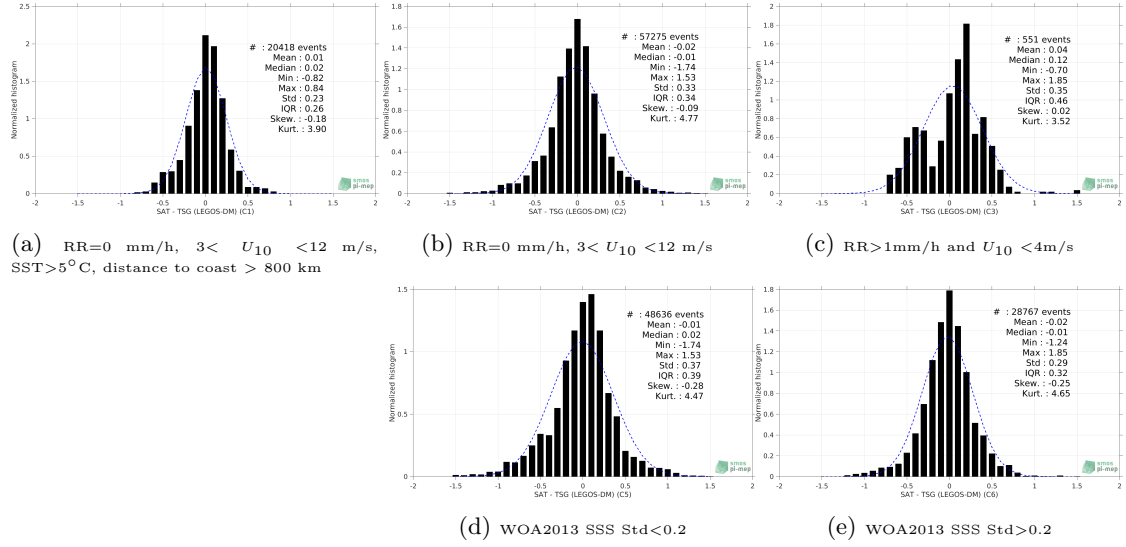 2.5
2
1.5
1
0.5
0
-2 -1.5 -1 -0.5 0 0.5 1 1.5 2
Normalized histogram
SAT - TSG (LEGOS-DM) (C1)
# : 20418 events
Mean : 0.01
Median : 0.02
Min : -0.82
Max : 0.84
Std : 0.23
IQR : 0.26
Skew. : -0.18
Kurt. : 3.90
smos
pi-mep
(a) RR=0 mm/h, 3< U10 <12 m/s,
SST>5°C, distance to coast > 800 km
1.8
1.6
1.4
1.2
1
0.8
0.6
0.4
0.2
0
-2 -1.5 -1 -0.5 0 0.5 1 1.5 2
Normalized histogram
SAT - TSG (LEGOS-DM) (C2)
# : 57275 events
Mean : -0.02
Median : -0.01
Min : -1.74
Max : 1.53
Std : 0.33
IQR : 0.34
Skew. : -0.09
Kurt. : 4.77
smos
pi-mep
(b) RR=0 mm/h, 3< U10 <12 m/s
2
1.8
1.6
1.4
1.2
1
0.8
0.6
0.4
0.2
0
-2 -1.5 -1 -0.5 0 0.5 1 1.5 2
Normalized histogram
SAT - TSG (LEGOS-DM) (C3)
# : 551 events
Mean : 0.04
Median : 0.12
Min : -0.70
Max : 1.85
Std : 0.35
IQR : 0.46
Skew. : 0.02
Kurt. : 3.52
smos
pi-mep
(c) RR>1mm/h and U10 <4m/s
1.5
1
0.5
0
-2 -1.5 -1 -0.5 0 0.5 1 1.5 2
Normalized histogram
SAT - TSG (LEGOS-DM) (C5)
# : 48636 events
Mean : -0.01
Median : 0.02
Min : -1.74
Max : 1.53
Std : 0.37
IQR : 0.39
Skew. : -0.28
Kurt. : 4.47
smos
pi-mep
(d) WOA2013 SSS Std<0.2
1.8
1.6
1.4
1.2
1
0.8
0.6
0.4
0.2
0
-2 -1.5 -1 -0.5 0 0.5 1 1.5 2
Normalized histogram
SAT - TSG (LEGOS-DM) (C6)
# : 28767 events
Mean : -0.02
Median : -0.01
Min : -1.24
Max : 1.85
Std : 0.29
IQR : 0.32
Skew. : -0.25
Kurt. : 4.65
smos
pi-mep
(e) WOA2013 SSS Std>0.2